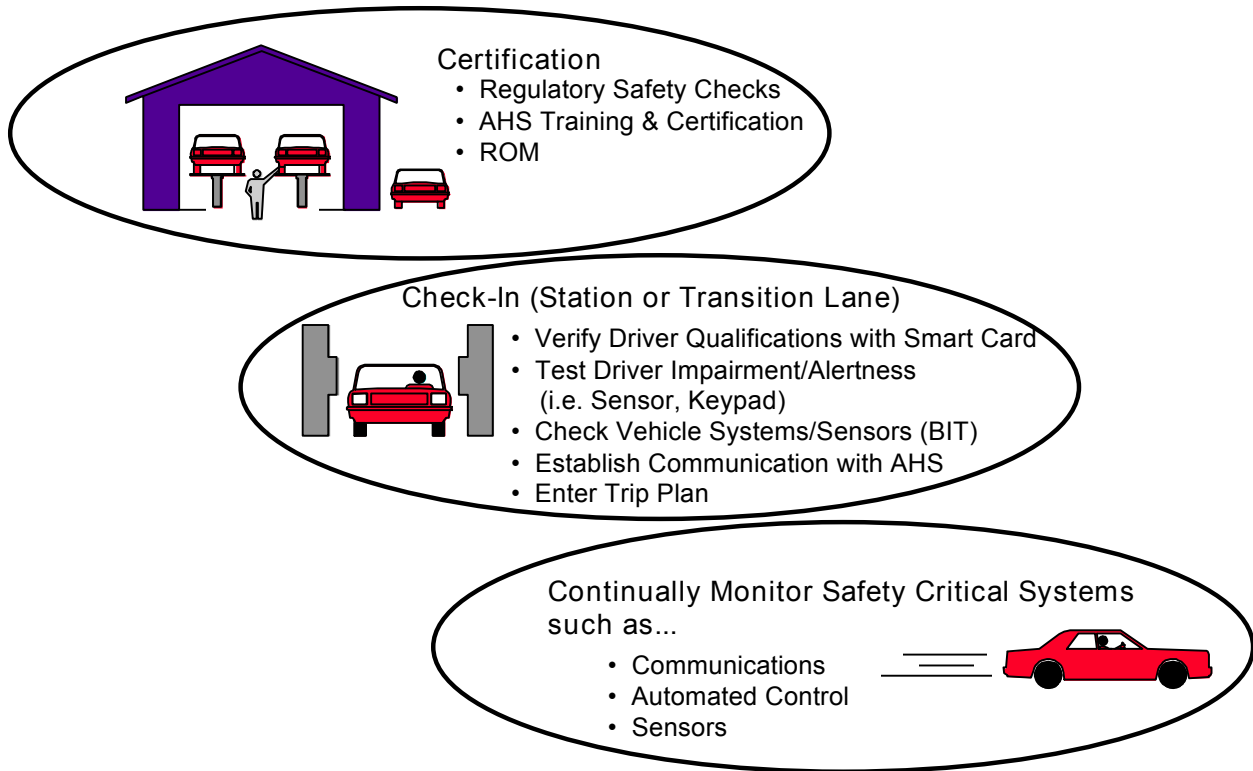 Certification
• Regulatory Safety Checks
• AHS Training & Certification
• ROM
Check-In (Station or Transition Lane)
• Verify Driver Qualifications with Smart Card
• Test Driver Impairment/Alertness
(i.e. Sensor, Keypad)
• Check Vehicle Systems/Sensors (BIT)
• Establish Communication with AHS
• Enter Trip Plan
Continually Monitor Safety Critical Systems
such as...
• Communications
• Automated Control
• Sensors